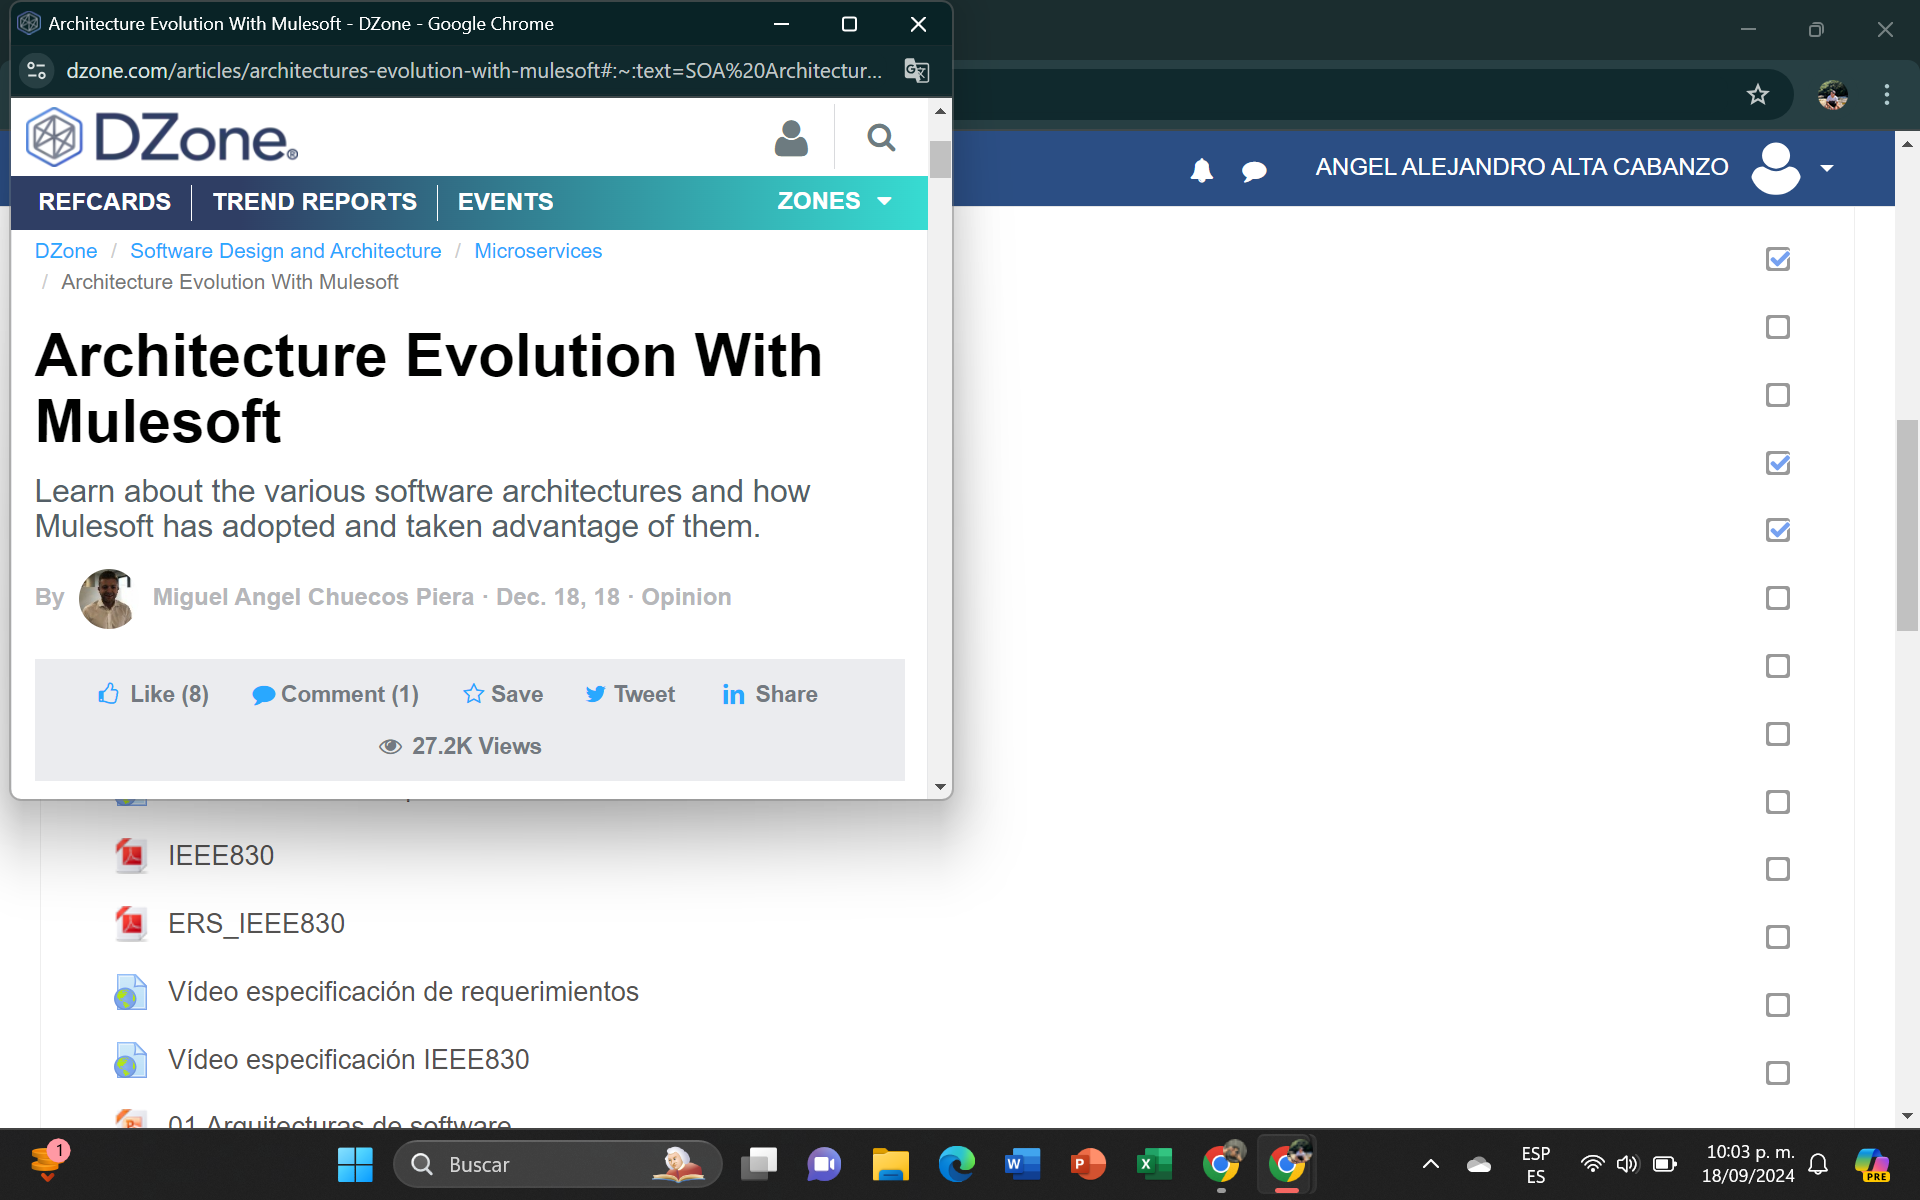 Architecture Evolution With Mulesoft - DZone - Google Chrome
dzone.com/articles/architectures-evolution-with-mulesoft#:~:text=SOA%20Architectur...
DZone®
REFCARDS TREND REPORTS EVENTS ZONES
ANGEL ALEJANDRO ALTA CABANZO
DZone / Software Design and Architecture / Microservices
/ Architecture Evolution With Mulesoft
Architecture Evolution With
Mulesoft
Learn about the various software architectures and how
Mulesoft has adopted and taken advantage of them.
By Miguel Angel Chuecos Piera · Dec. 18, 18 · Opinion
Like (8) Comment (1) Save Tweet in Share
27.2K Views
IEEE830
ERS_IEEE830
Vídeo especificación de requerimientos
Vídeo especificación IEEE830
01 Arquitecturas de software
1
Buscar
ESP
ES
10:03 p. m.
18/09/2024
PRE